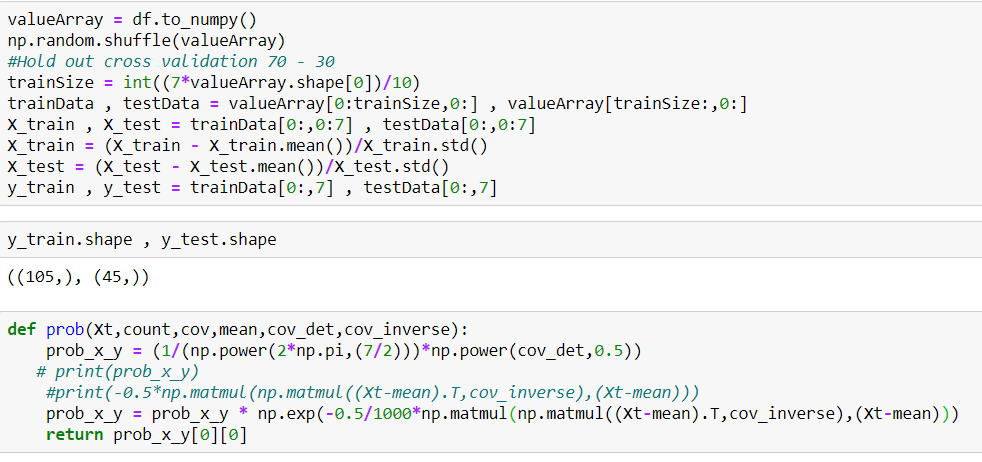 valueArray = df.to_numpy()
np.random.shuffle(valueArray)
#Hold out cross validation 70 - 30
trainSize = int((7*valueArray.shape[0])/10)
trainData , testData = valueArray[0:trainSize,0:] , valueArray[trainSize:,0:]
X_train , X_test = trainData[0:,0:7] , testData[0:,0:7]
X_train = (X_train - X_train.mean())/X_train.std()
X_test = (X_test - X_test.mean())/X_test.std()
y_train , y_test = trainData[0:,7] , testData[0:,7]
y_train.shape , y_test.shape
((105,), (45,))
def prob(Xt,count,cov,mean,cov_det,cov_inverse):
    prob_x_y = (1/(np.power(2*np.pi,(7/2)))*np.power(cov_det,0.5))
   # print(prob_x_y)
    #print(-0.5*np.matmul(np.matmul((Xt-mean).T,cov_inverse),(Xt-mean)))
    prob_x_y = prob_x_y * np.exp(-0.5/1000*np.matmul(np.matmul((Xt-mean).T,cov_inverse),(Xt-mean)))
    return prob_x_y[0][0]